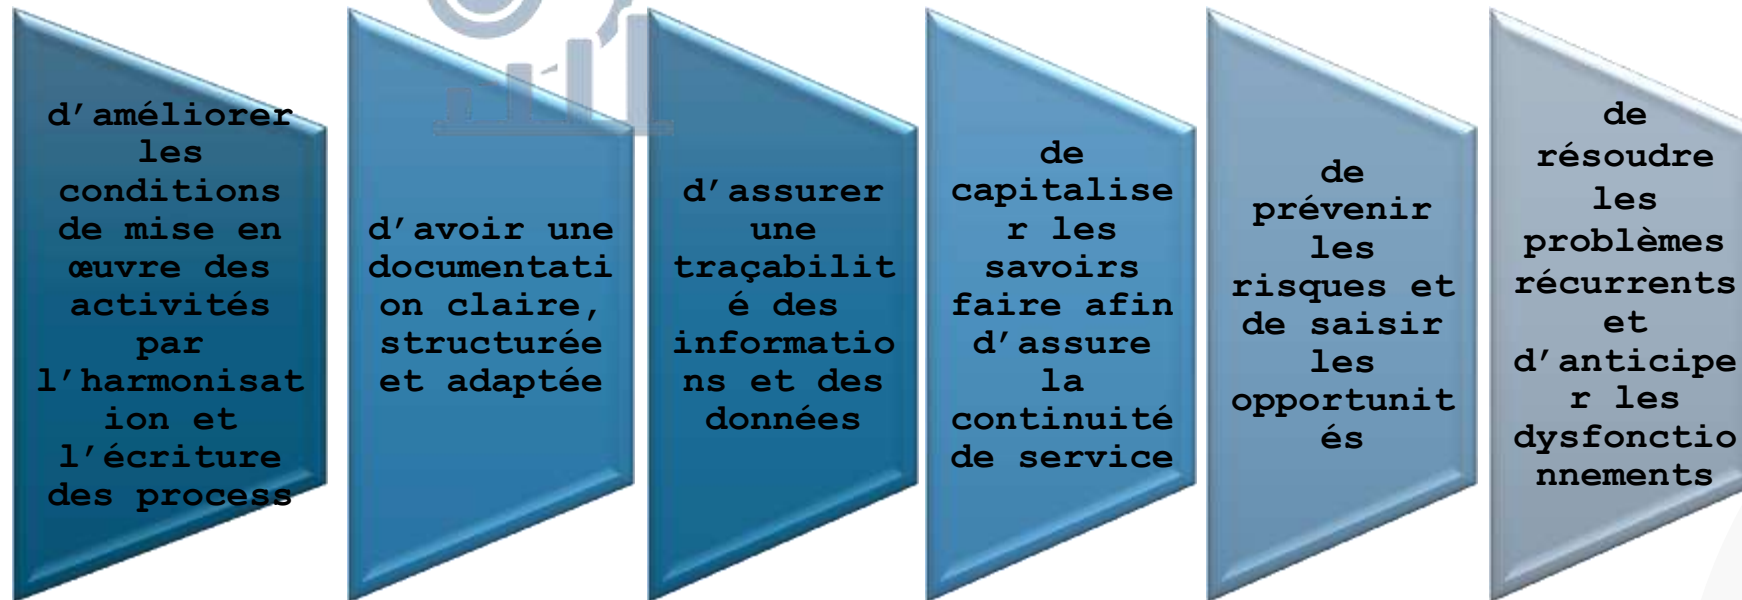 d'améliorer
les
conditions
de mise en
œuvre des
activités
par
l'harmonisat
ion et
l'écriture
des process
d'avoir une
documentati
on claire,
structurée
et adaptée
d'assurer
une
traçabilit
é des
informatio
ns et des
données
de
capitalise
r les
savoirs
faire afin
d'assure
la
continuité
de service
de
prévenir
les
risques et
de saisir
les
opportunit
és
de
résoudre
les
problèmes
récurrents
et
d'anticipe
r les
dysfonctio
nnements